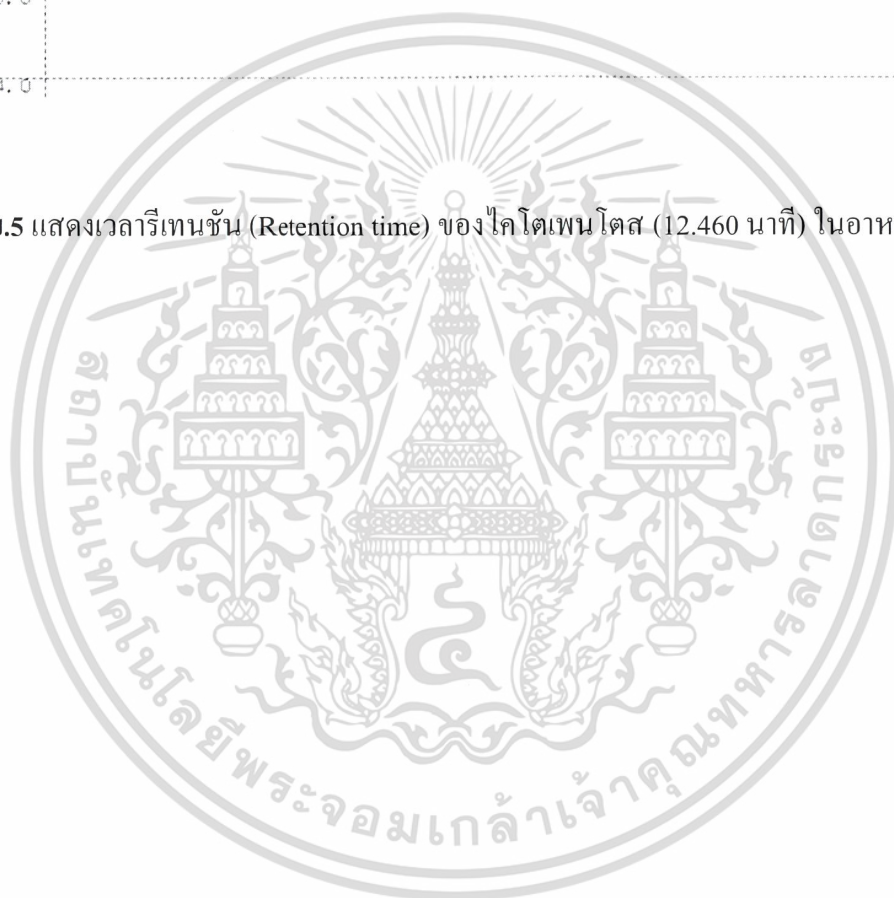 .5 แสดงเวลารีเทนชัน (Retention time) ของไคโตเพนโตส (12.460 นาที) ในอาห
สถาบันเทคโนโลยีพระจอมเกล้าเจ้าคุณทหารลาดกระบัง
๔